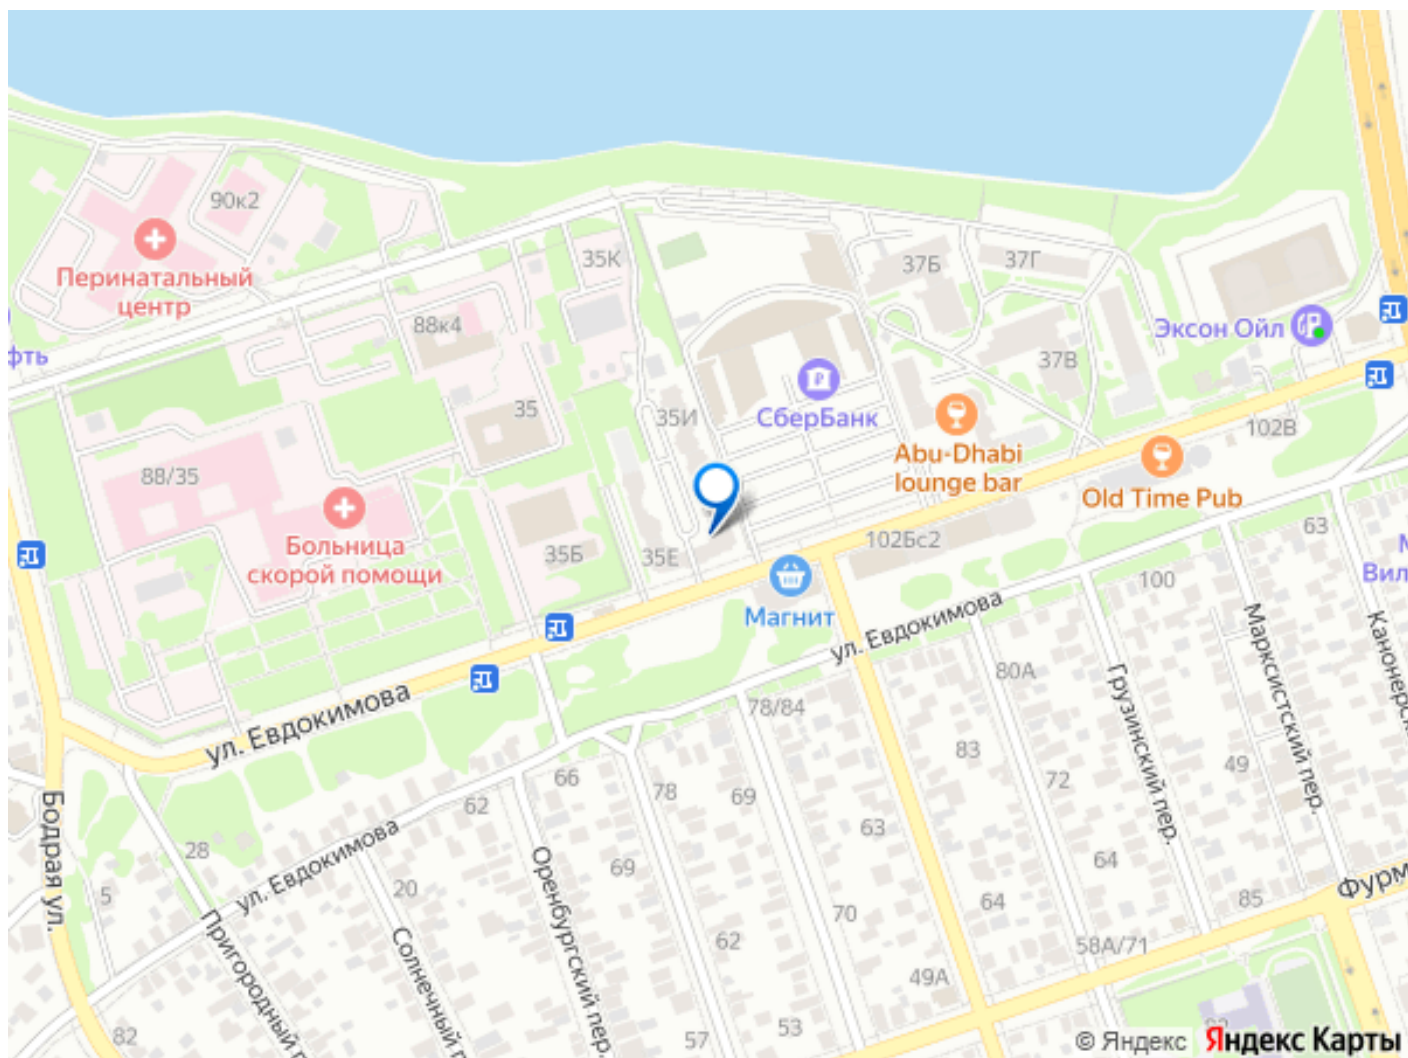 90к2
Перинатальный
центр
35К
37Б
37Г
88к4
Эксон Ойл
фть
37В
СберБанк
35
35И
102В
Abu-Dhabi
lounge bar
88/35
Old Time Pub
63
Больница
скорой помощи
35Б
35Е
102Бс2
М
Вил
100
Магнит
ул. Евдокимова
80А
Марксистский пер.
Канонерс
Грузинский пер.
ул. Евдокимова
78/84
83
49
66
78
69
72
62
Бодрая ул.
ул. Евдокимова
28
63
64
5
20
Оренбургский пер.
69
70
64
85
Фурм
Пригородный п
Солнечный п
62
58А/71
49А
82
57
53
© Яндекс
Яндекс Карты